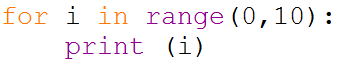 for i in range(0,10):
    print (i)